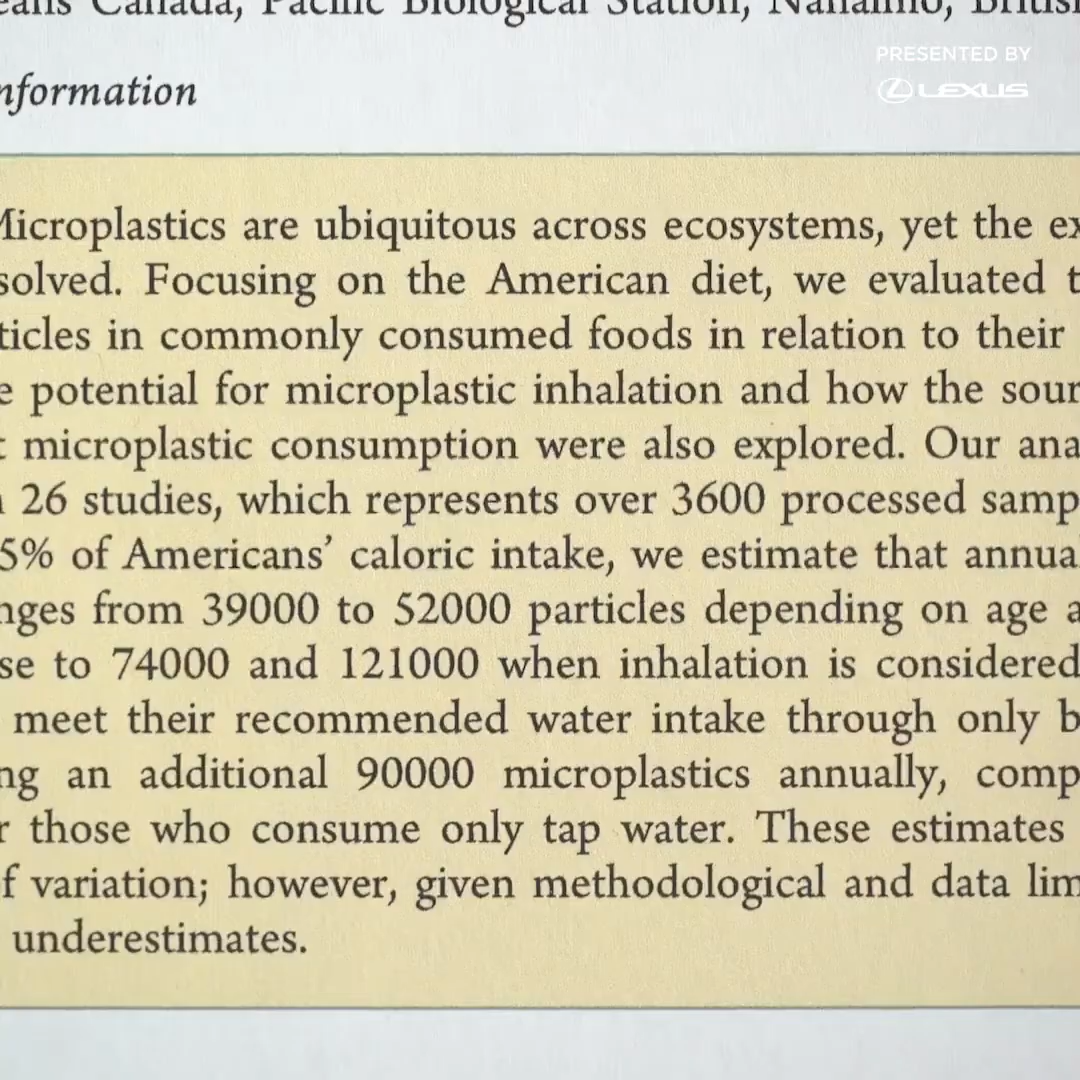 Canada, Pacific Biological Station, Nanaimo,
nformation
PRESENTED BY
LEXUS
Microplastics are ubiquitous across ecosystems, yet the ex
solved. Focusing on the American diet, we evaluated t
ticles in commonly consumed foods in relation to their
e potential for microplastic inhalation and how the sour
microplastic consumption were also explored. Our ana
26 studies, which represents over 3600 processed samp
5% of Americans’ caloric intake, we estimate that annua
nges from 39000 to 52000 particles depending on age a
se to 74000 and 121000 when inhalation is considered
meet their recommended water intake through only b
ng an additional 90000 microplastics annually, comp
r those who consume only tap water. These estimates
f variation; however, given methodological and data lim
underestimates.